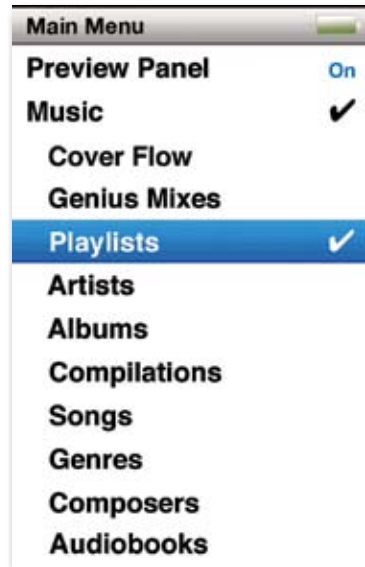 Main Menu
Preview Panel On
Music ✔
Cover Flow
Genius Mixes
Playlists ✔
Artists
Albums
Compilations
Songs
Genres
Composers
Audiobooks